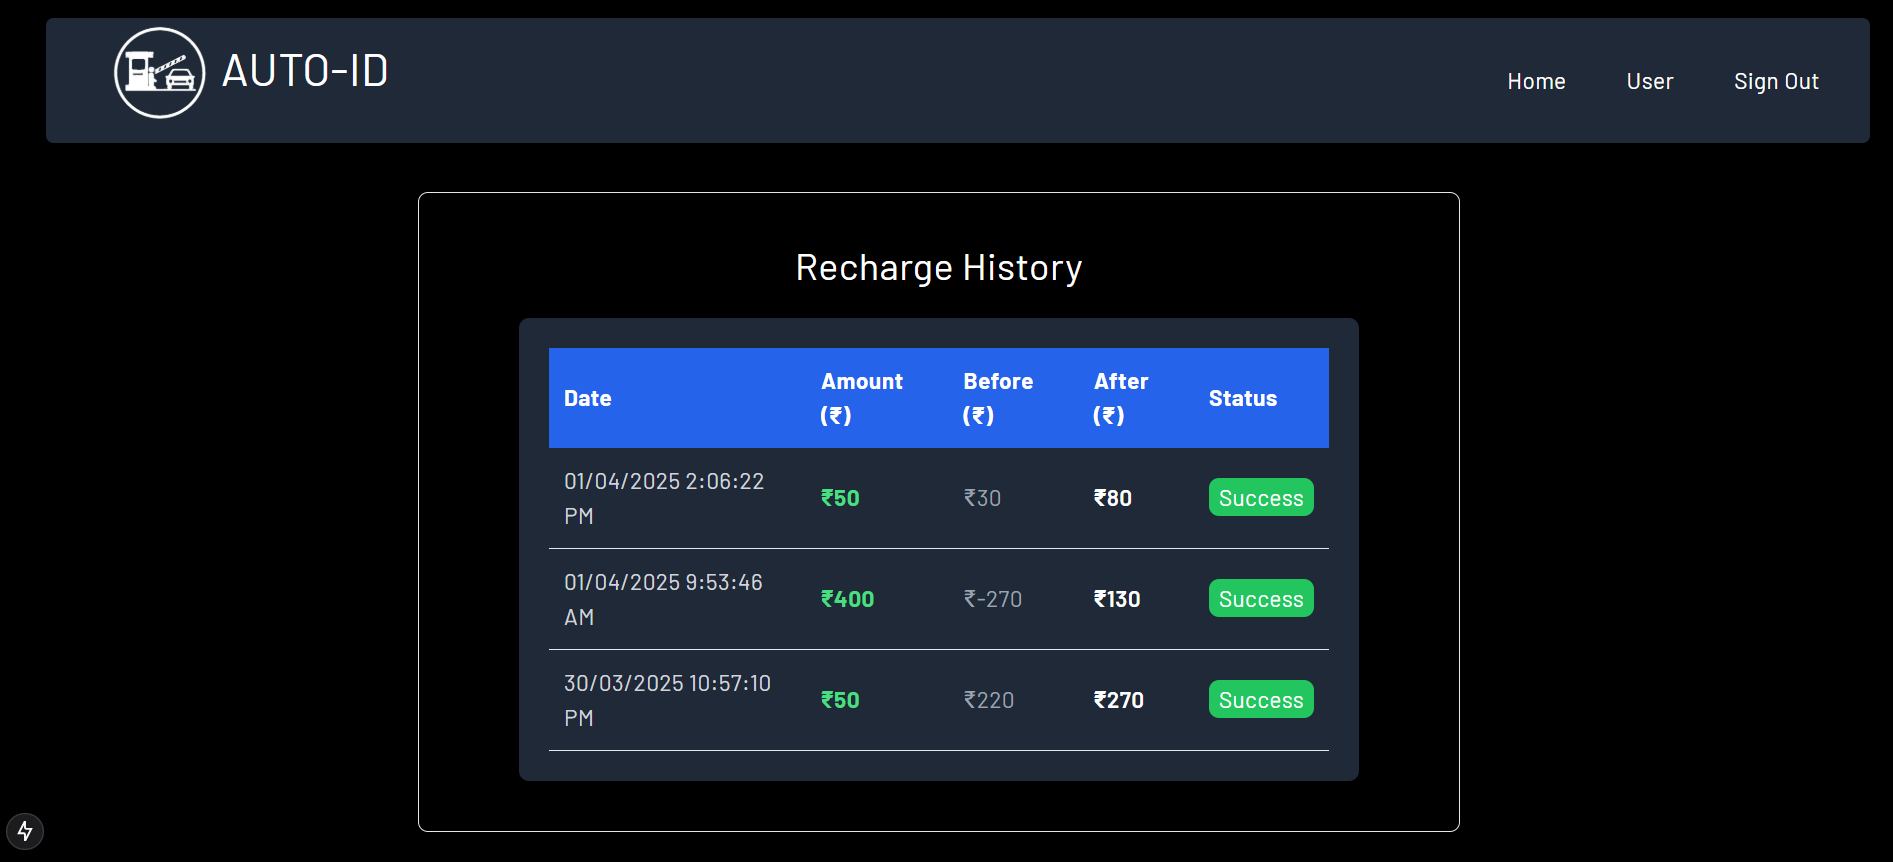 AUTO-ID
Home User Sign Out
Recharge History
Date Amount (₹) Before (₹) After (₹) Status
01/04/2025 2:06:22 PM ₹50 ₹30 ₹80 Success
01/04/2025 9:53:46 AM ₹400 ₹-270 ₹130 Success
30/03/2025 10:57:10 PM ₹50 ₹220 ₹270 Success